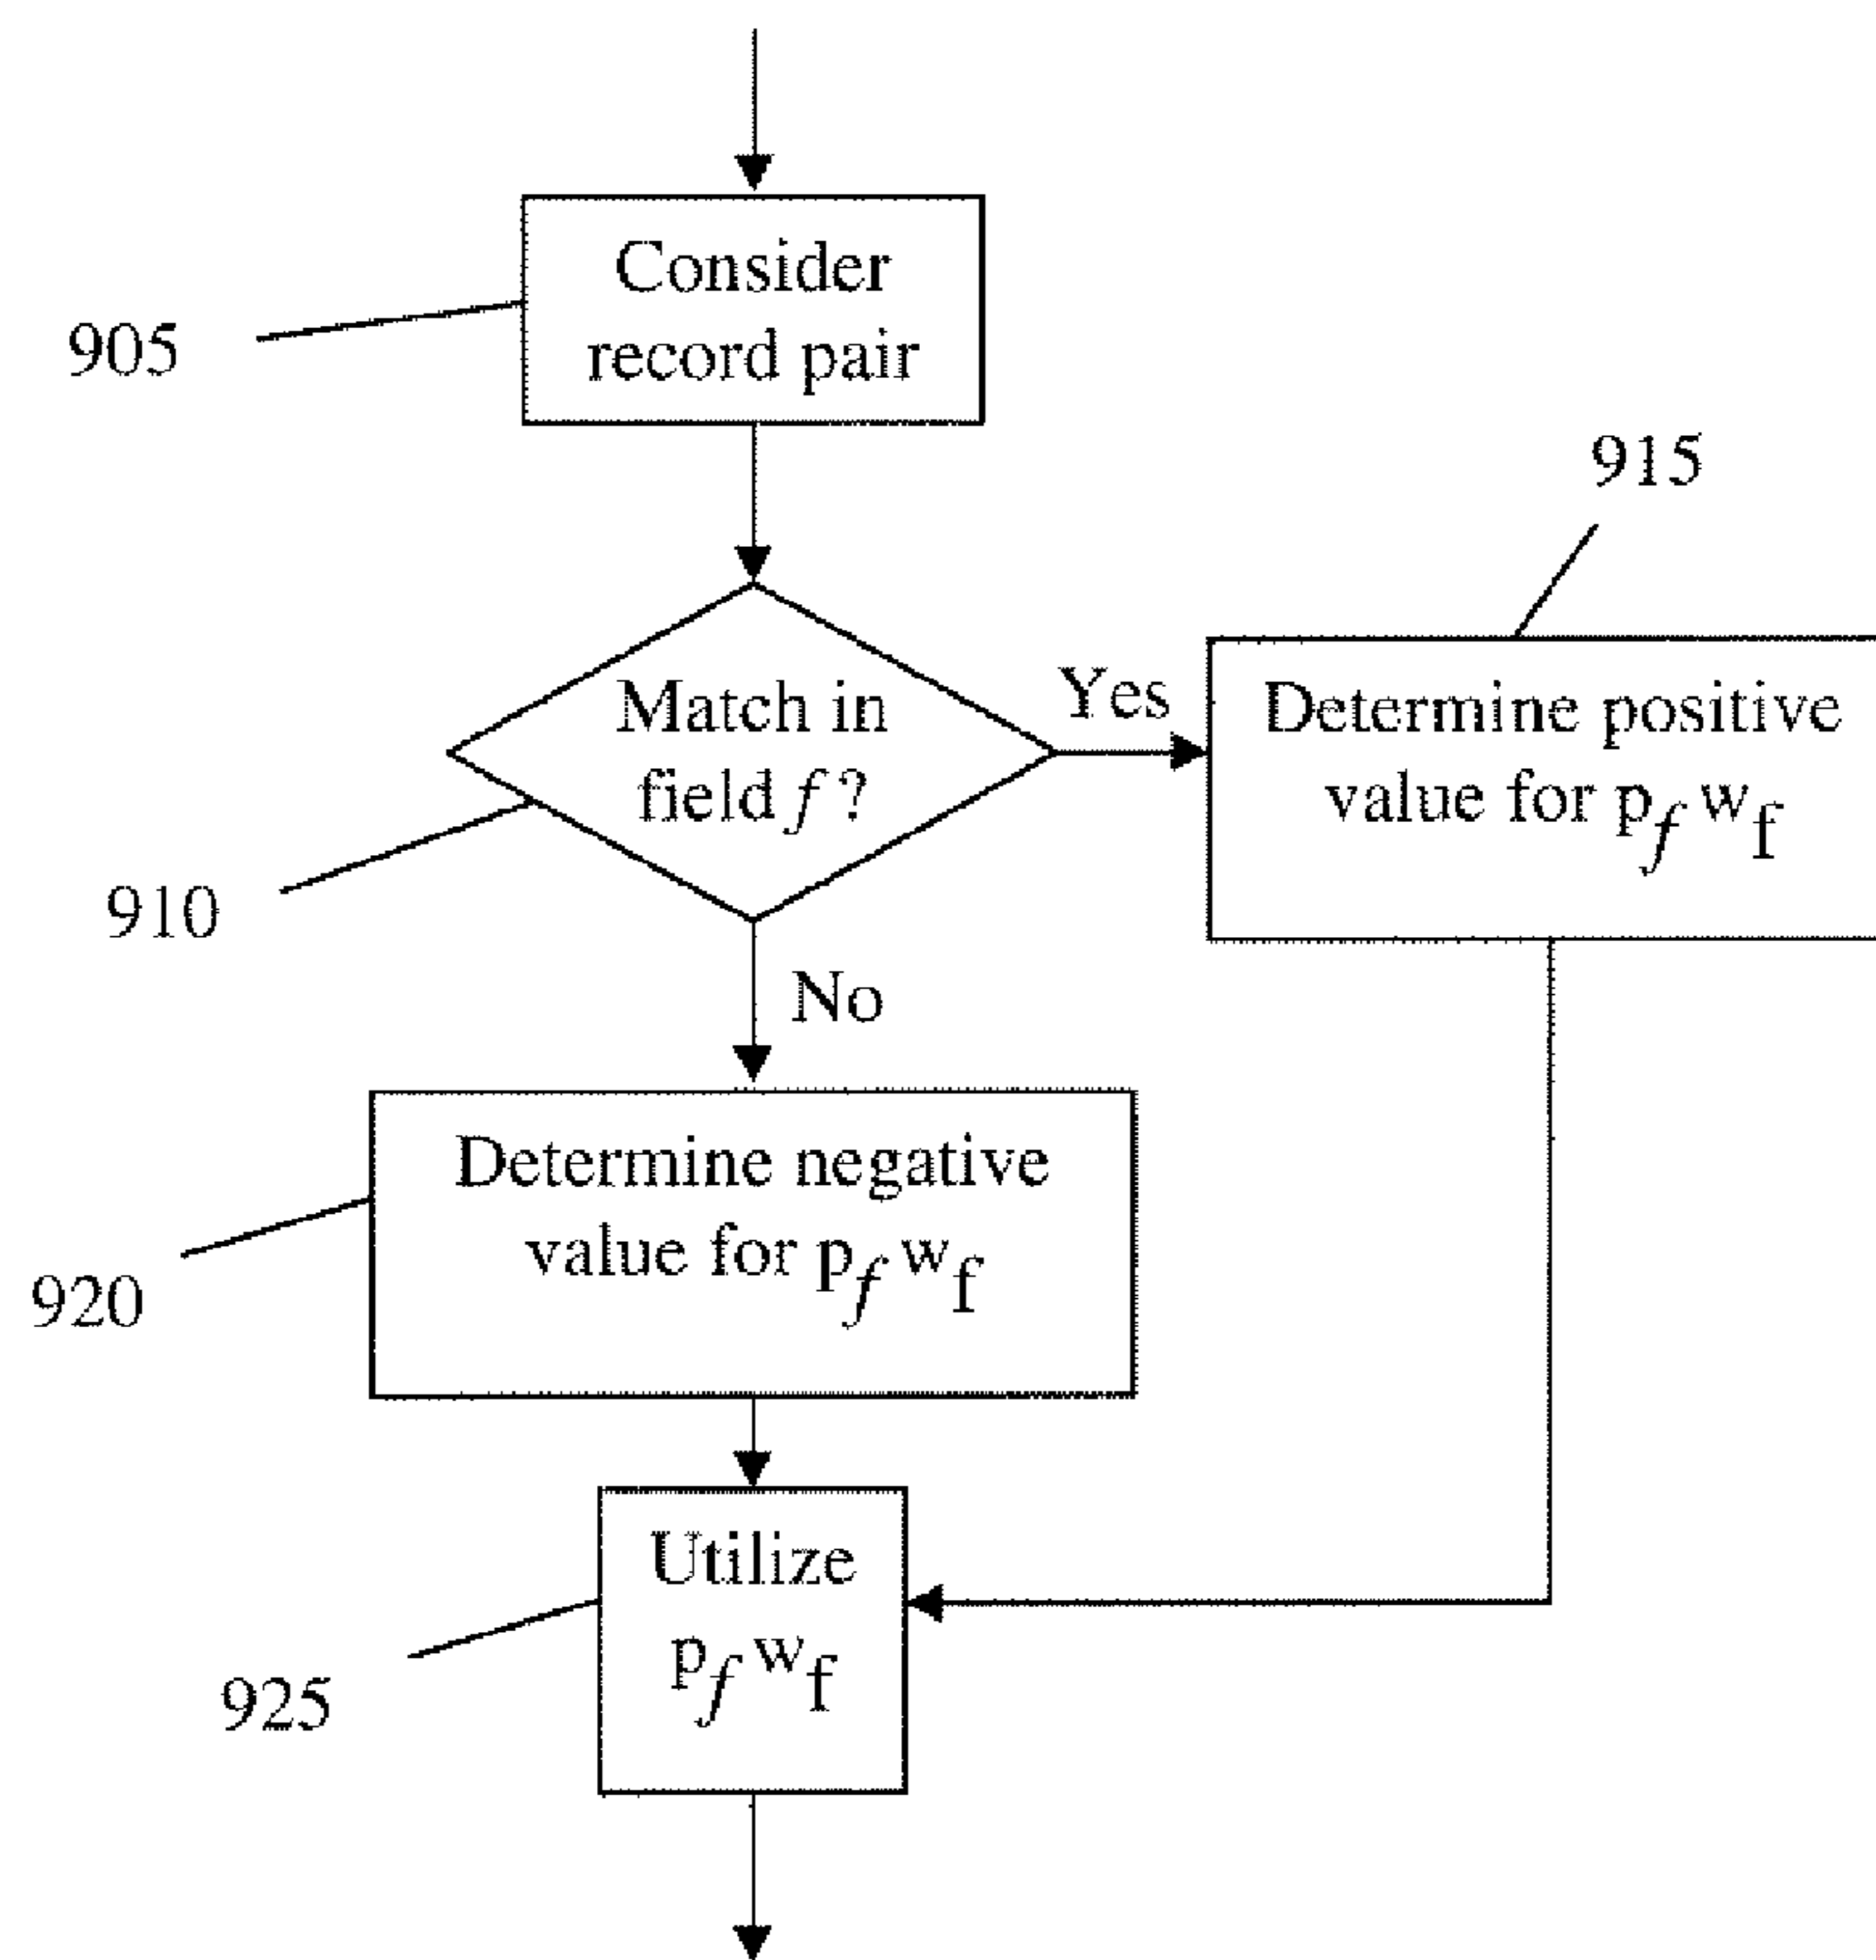 Consider
record pair
905
915
Match in
field f ?
Yes
Determine positive
value for p_f w_f
910
No
Determine negative
value for p_f w_f
920
Utilize
p_f w_f
925